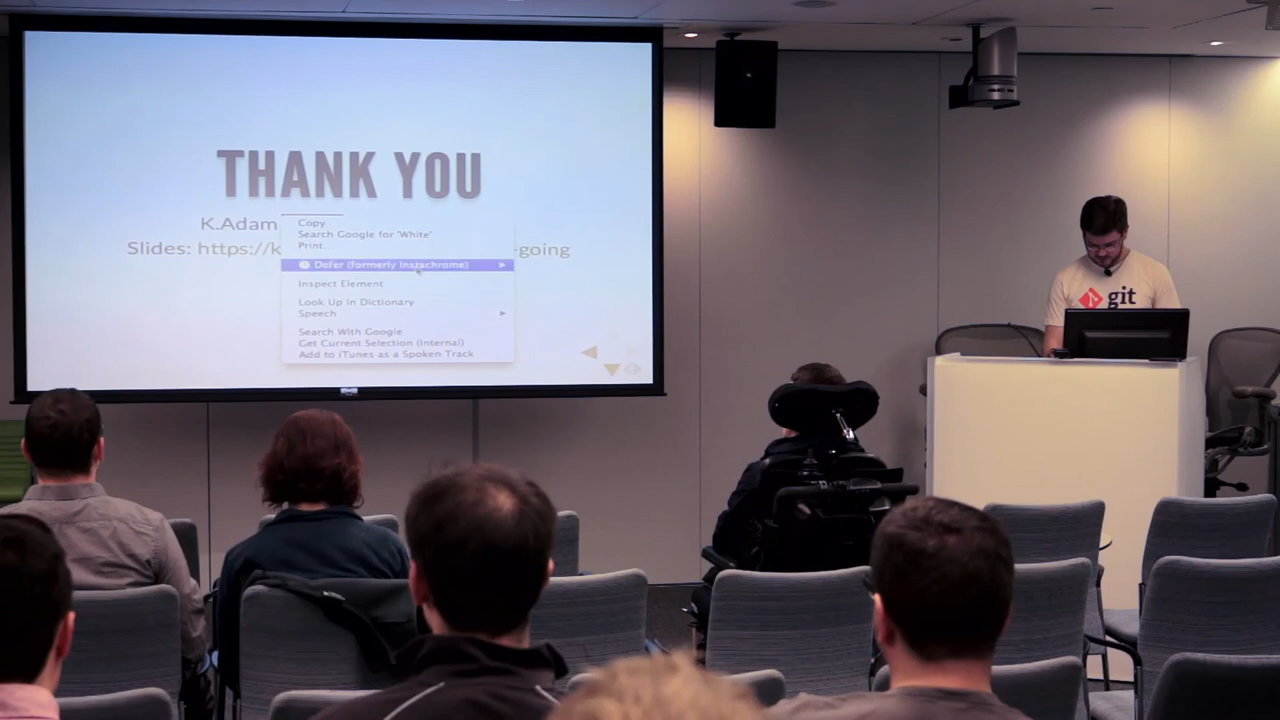 THANK YOU
K.Adam
Slides: https://k
-going
Copy
Search Google for 'White'
Print...
Defer (formerly Instachrome)
Inspect Element
Look Up in Dictionary
Speech
Search With Google
Get Current Selection (Internal)
Add to iTunes as a Spoken Track
git